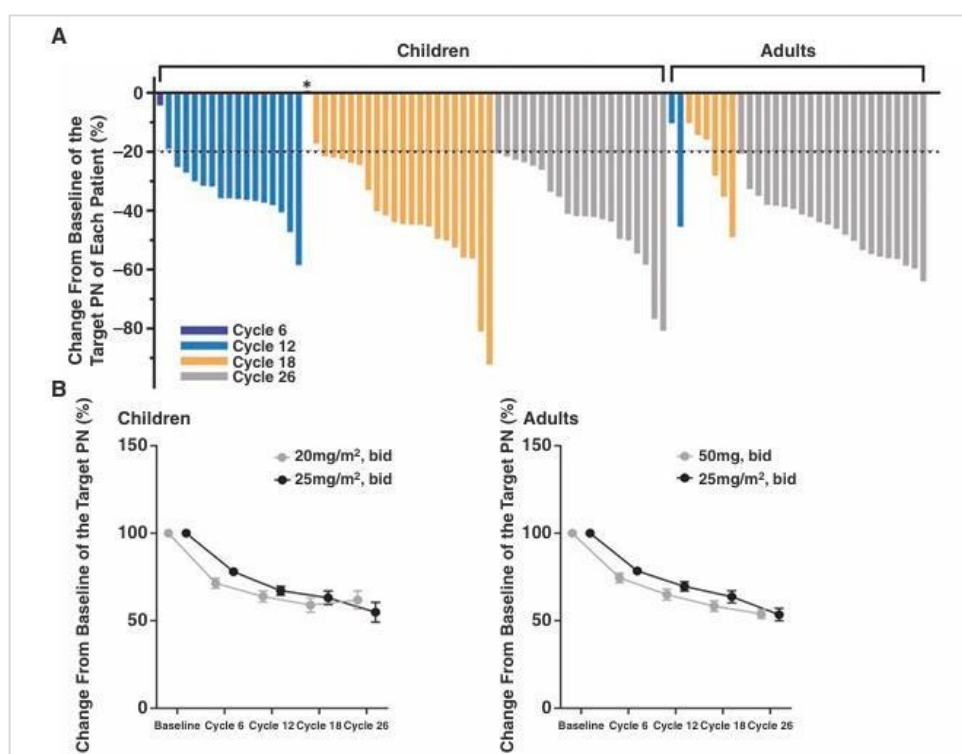 A
Children
Adults
*
Change From Baseline of the
Target PN of Each Patient (%)
0
−20
−40
−60
−80
Cycle 6
Cycle 12
Cycle 18
Cycle 26
B
Children
Change From Baseline of the Target PN (%)
150
100
50
0
20mg/m², bid
25mg/m², bid
Baseline Cycle 6 Cycle 12 Cycle 18 Cycle 26
Adults
Change From Baseline of the Target PN (%)
150
100
50
0
50mg, bid
25mg/m², bid
Baseline Cycle 6 Cycle 12 Cycle 18 Cycle 26